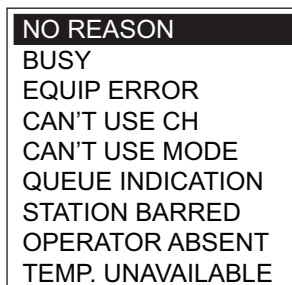 NO REASON
BUSY
EQUIP ERROR
CAN’T USE CH
CAN’T USE MODE
QUEUE INDICATION
STATION BARRED
OPERATOR ABSENT
TEMP. UNAVAILABLE